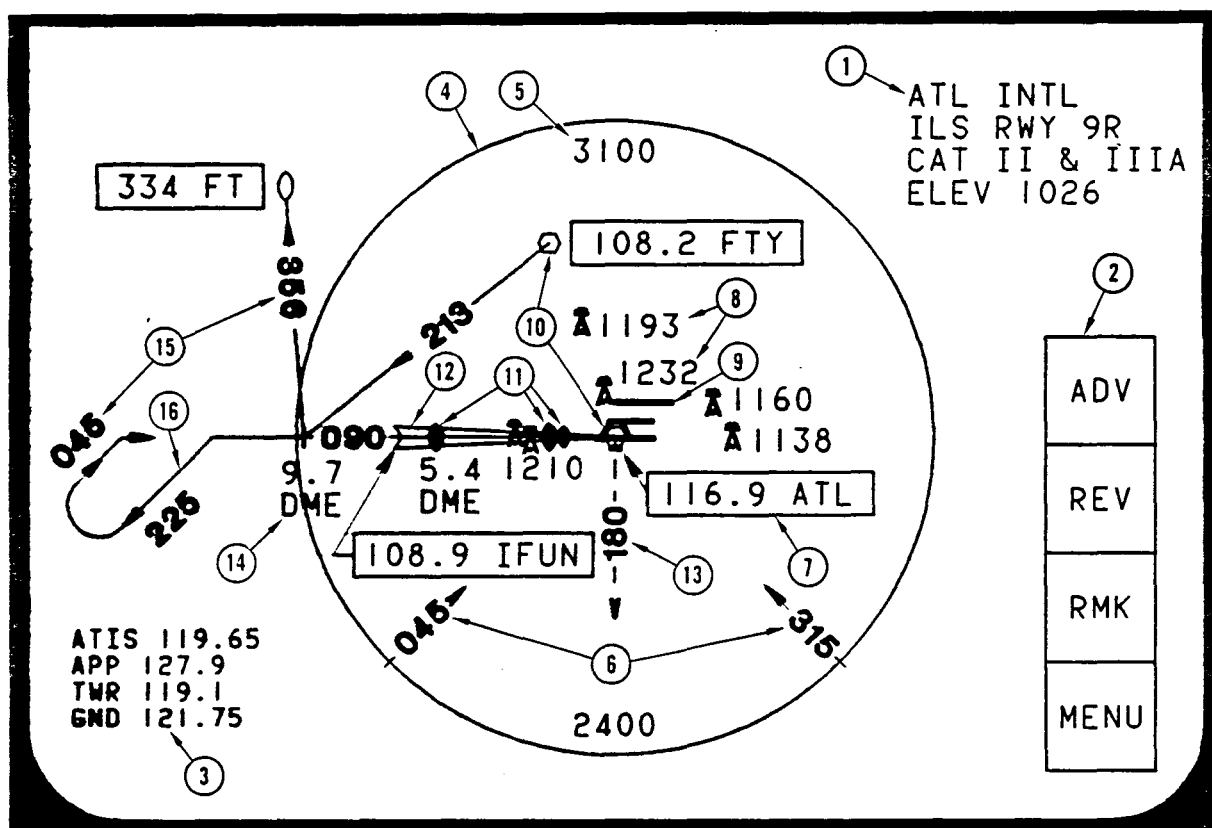 1
ATL INTL
ILS RWY 9R
CAT II & IIIA
ELEV 1026
4
5
3100
334 FT
108.2 FTY
2
356
15
213
10
1193
8
12
11
1232
9
1160
1138
ADV
045
16
090
9.7
DME
5.4
DME
1210
116.9 ATL
REV
225
14
108.9 IFUN
180
13
7
045
6
315
RMK
ATIS 119.65
APP 127.9
TWR 119.1
GND 121.75
2400
MENU
3